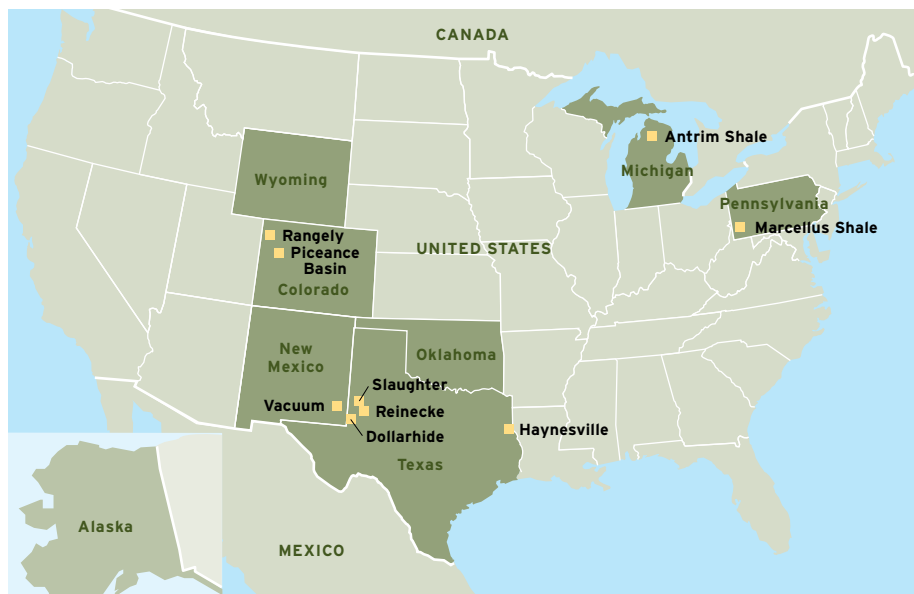 CANADA
Antrim Shale
Michigan
Wyoming
Pennsylvania
Marcellus Shale
Rangely
UNITED STATES
Piceance
Basin
Colorado
New
Mexico
Oklahoma
Slaughter
Vacuum
Reinecke
Haynesville
Dollarhide
Texas
Alaska
MEXICO